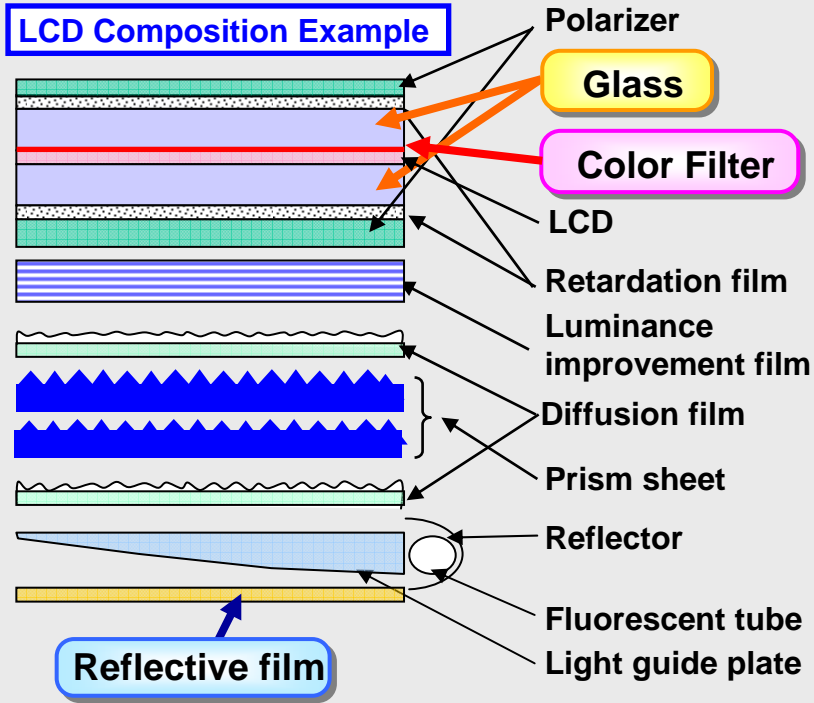 LCD Composition Example
Polarizer
Glass
Color Filter
LCD
Retardation film
Luminance
improvement film
Diffusion film
Prism sheet
Reflector
Fluorescent tube
Light guide plate
Reflective film